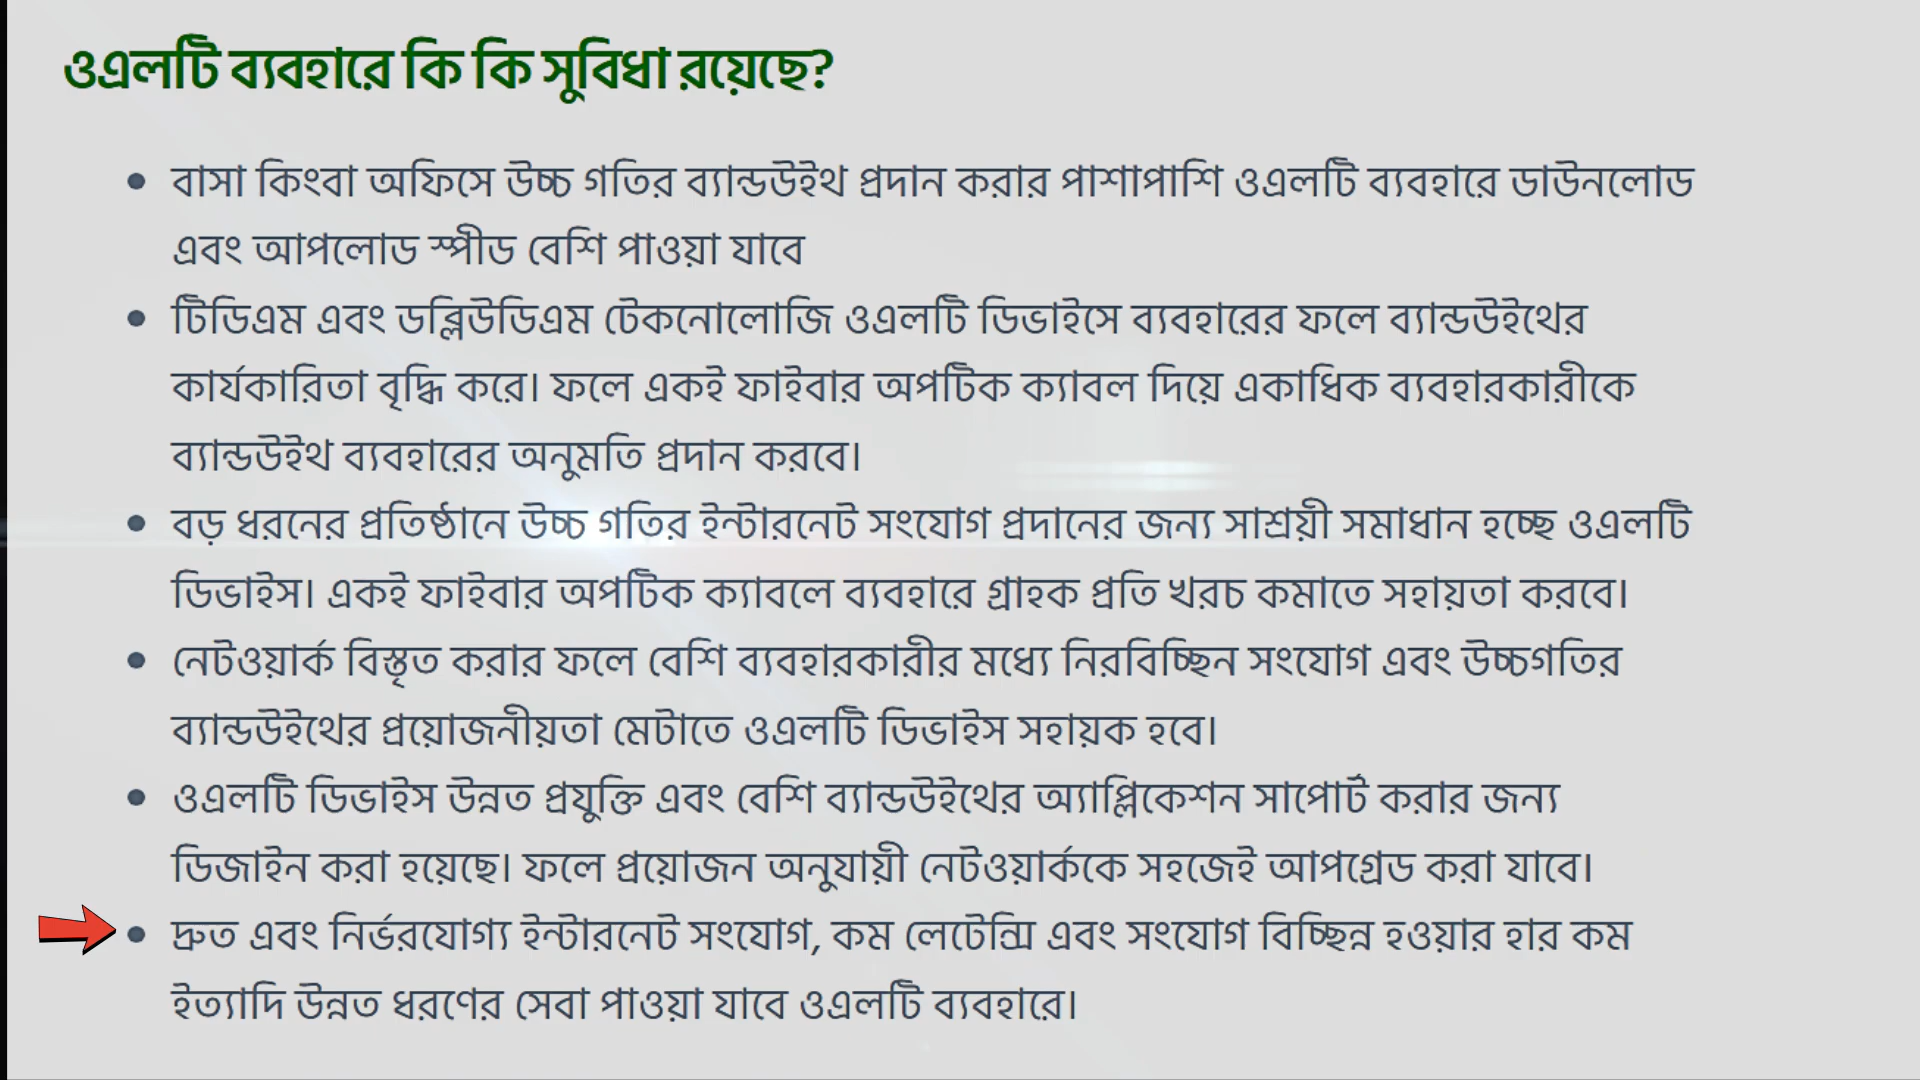 ওএলটি ব্যবহারে কি কি সুবিধা রয়েছে?
বাসা কিংবা অফিসে উচ্চ গতির ব্যান্ডউইথ প্রদান করার পাশাপাশি ওএলটি ব্যবহারে ডাউনলোড
এবং আপলোড স্পীড বেশি পাওয়া যাবে
টিডিএম এবং ডব্লিউডিএম টেকনোলোজি ওএলটি ডিভাইসে ব্যবহারের ফলে ব্যান্ডউইথের
কার্যকারিতা বৃদ্ধি করে। ফলে একই ফাইবার অপটিক ক্যাবল দিয়ে একাধিক ব্যবহারকারীকে
ব্যান্ডউইথ ব্যবহারের অনুমতি প্রদান করবে।
বড় ধরনের প্রতিষ্ঠানে উচ্চ গতির ইন্টারনেট সংযোগ প্রদানের জন্য সাশ্রয়ী সমাধান হচ্ছে ওএলটি
ডিভাইস। একই ফাইবার অপটিক ক্যাবলে ব্যবহারে গ্রাহক প্রতি খরচ কমাতে সহায়তা করবে।
নেটওয়ার্ক বিস্তৃত করার ফলে বেশি ব্যবহারকারীর মধ্যে নিরবিচ্ছিন সংযোগ এবং উচ্চগতির
ব্যান্ডউইথের প্রয়োজনীয়তা মেটাতে ওএলটি ডিভাইস সহায়ক হবে।
ওএলটি ডিভাইস উন্নত প্রযুক্তি এবং বেশি ব্যান্ডউইথের অ্যাপ্লিকেশন সাপোর্ট করার জন্য
ডিজাইন করা হয়েছে। ফলে প্রয়োজন অনুযায়ী নেটওয়ার্ককে সহজেই আপগ্রেড করা যাবে।
দ্রুত এবং নির্ভরযোগ্য ইন্টারনেট সংযোগ, কম লেটেন্সি এবং সংযোগ বিচ্ছিন্ন হওয়ার হার কম
ইত্যাদি উন্নত ধরণের সেবা পাওয়া যাবে ওএলটি ব্যবহারে।